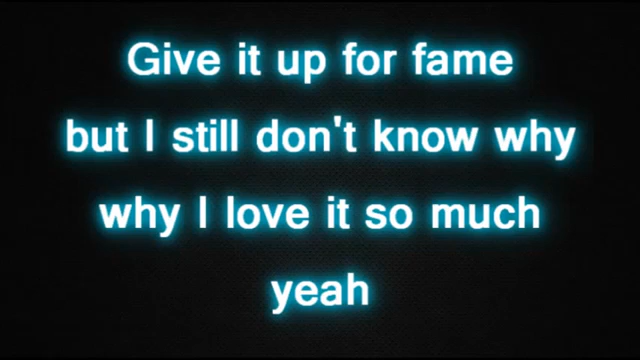 Give it up for fame
but I still don't know why
why I love it so much
yeah